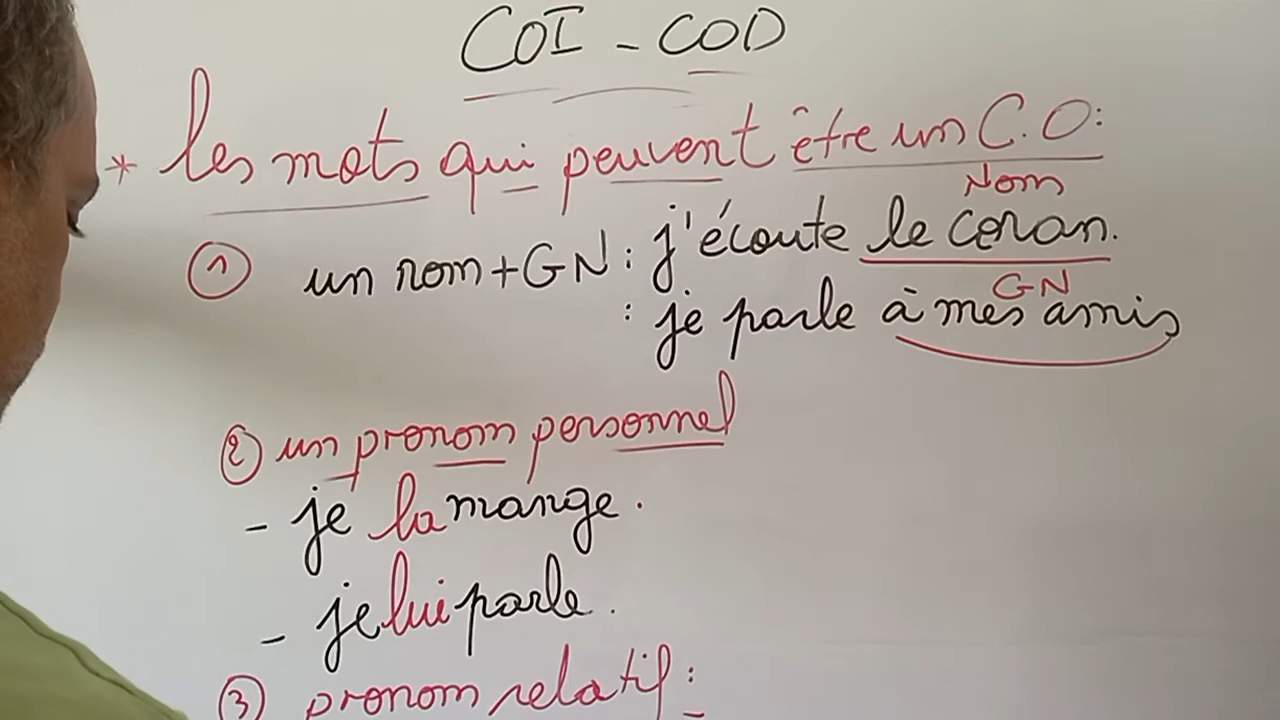 COI - COD
* les mots qui peuvent être un C.O:
Nom
① un nom+GN : j'écoute le coran.
GN
: je parle à mes amis
② un pronom personnel
- je la mange.
- je lui parle.
③ pronom relatif :